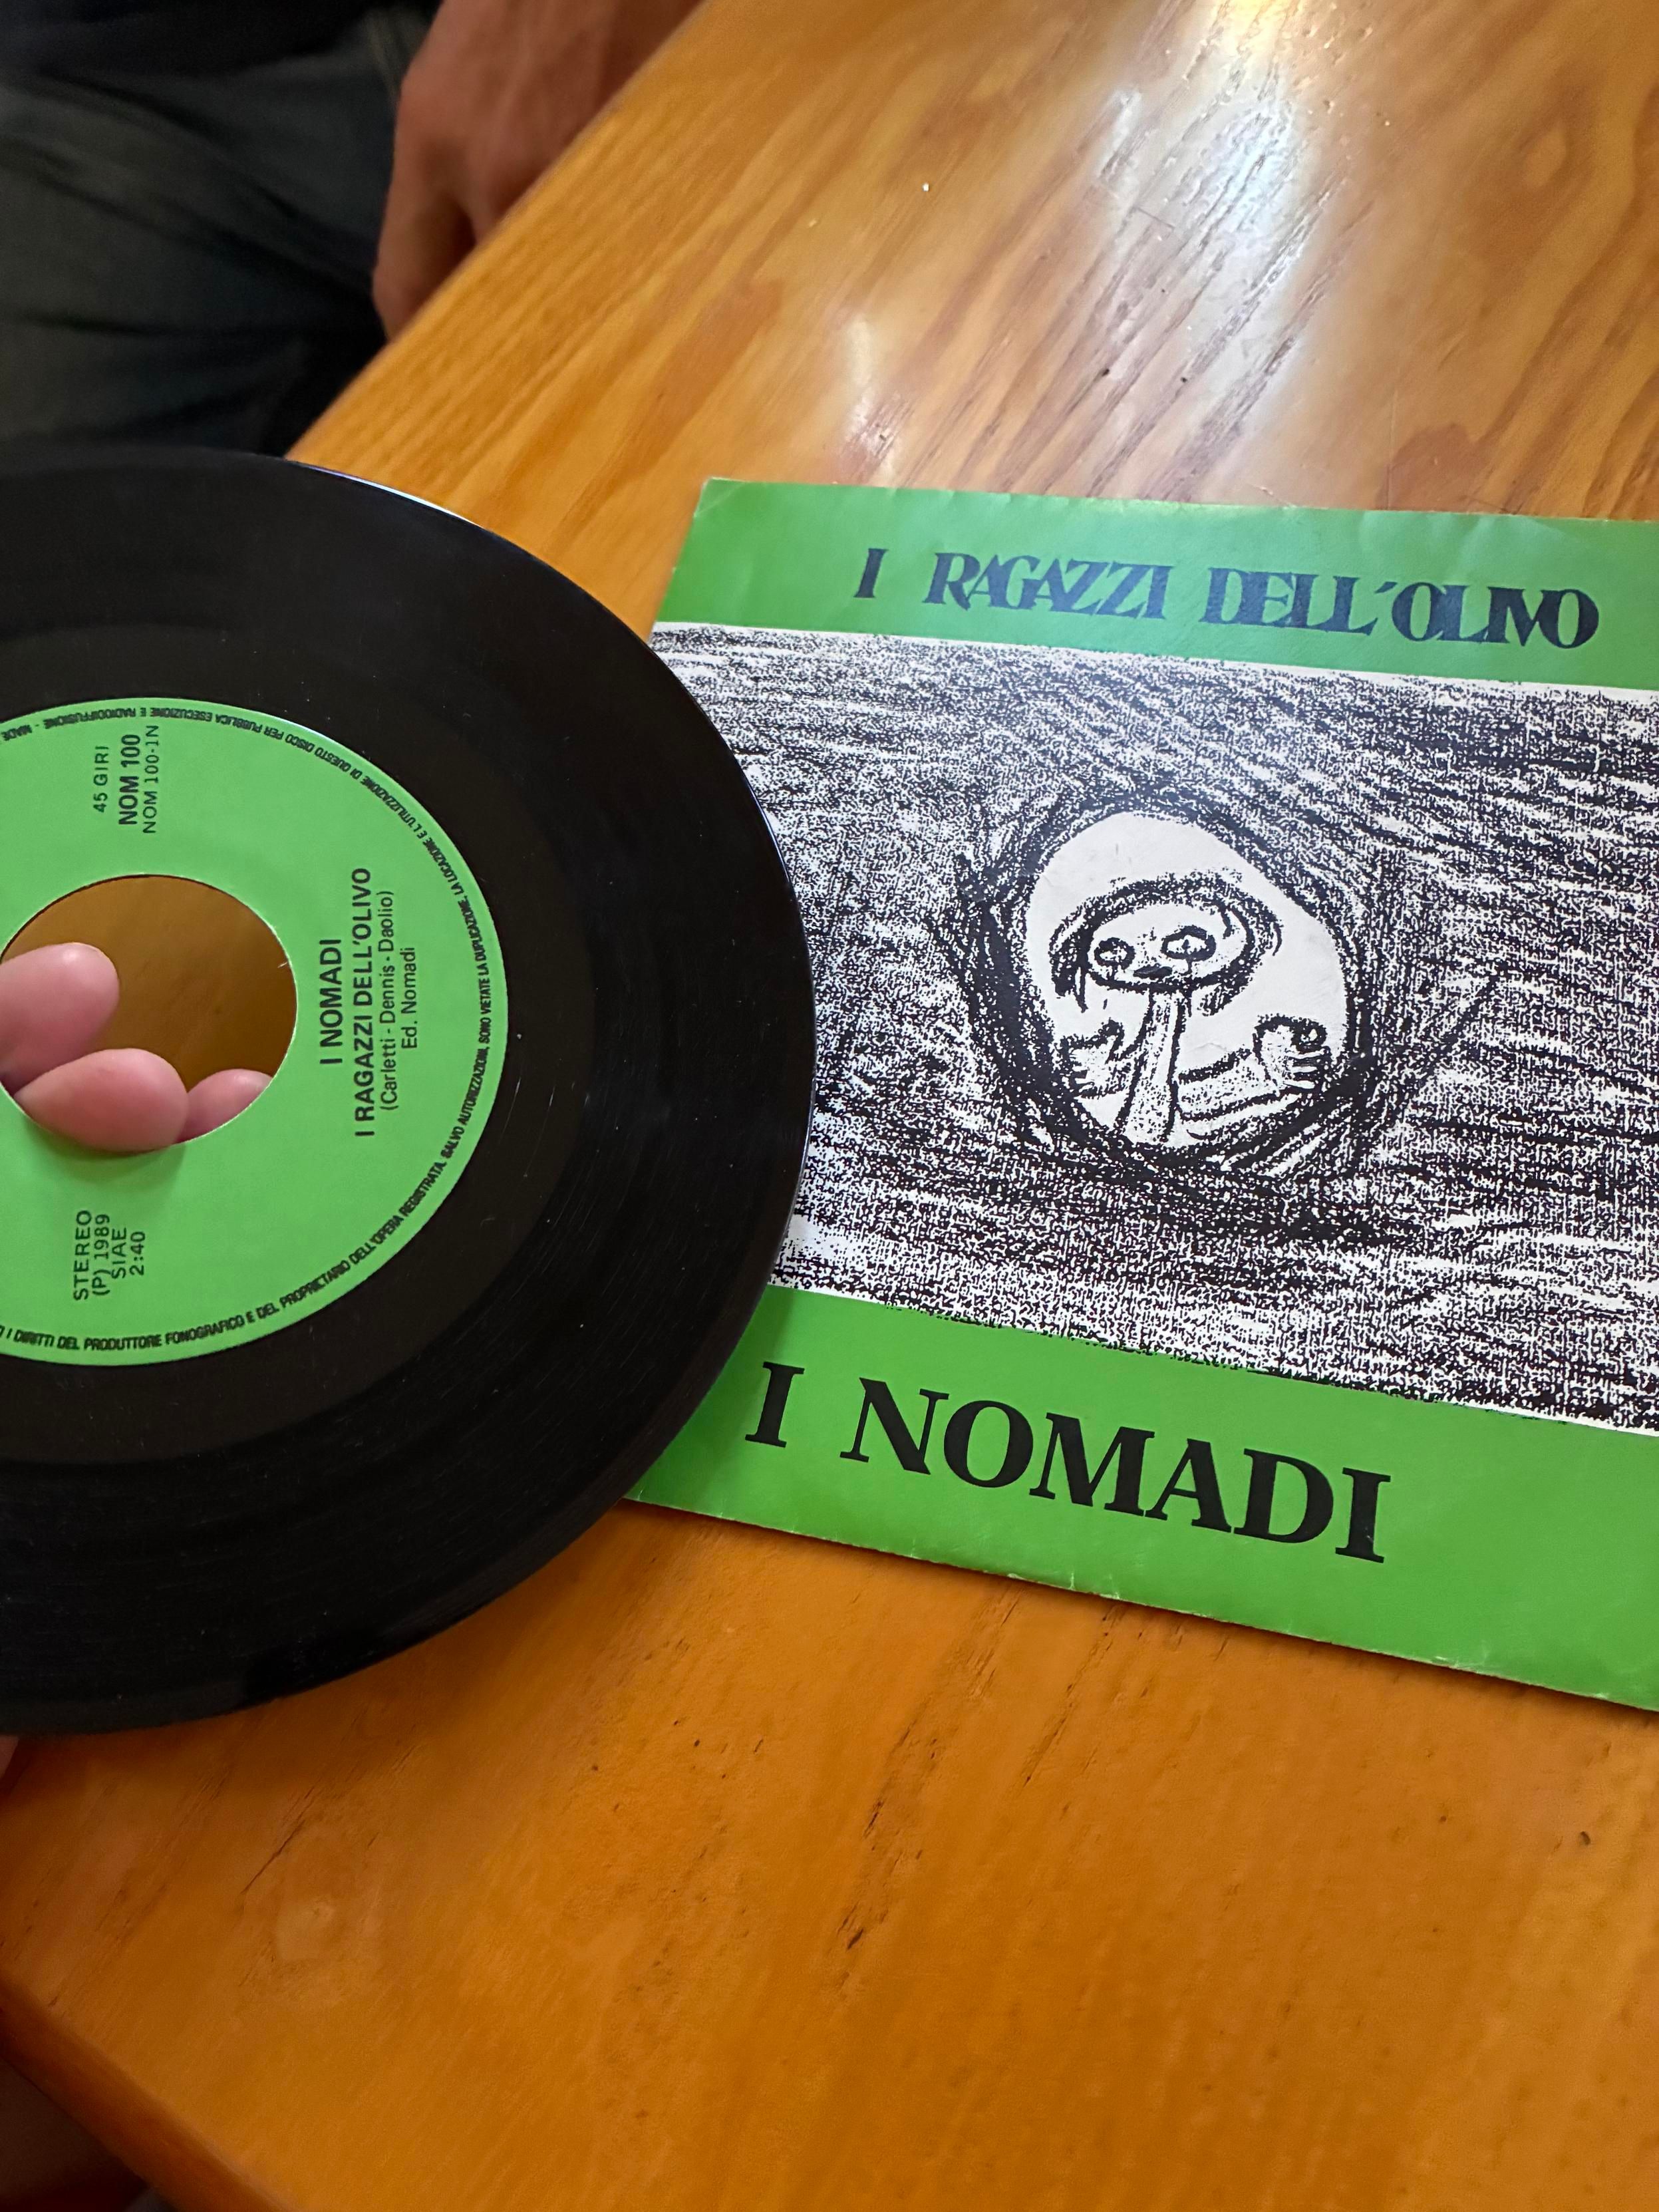 I RAGAZZI DELL'OLIVO
I NOMADI
45 GIRI
NOM 100
NOM 100-1N
I NOMADI
I RAGAZZI DELL'OLIVO
(Carletti - Dennis - Daolio)
Ed. Nomadi
STEREO
(P) 1989
SIAE
2:40
I DIRITTI DEL PRODUTTORE FONOGRAFICO E DEL PROPRIETARIO DELL'OPERA REGISTRATA. SALVO AUTORIZZAZIONI, SONO VIETATE LA DUPLICAZIONE, LA LOCAZIONE E L'UTILIZZAZIONE DI QUESTO DISCO PER PUBBLICA ESECUZIONE E RADIODIFFUSIONE - MADE